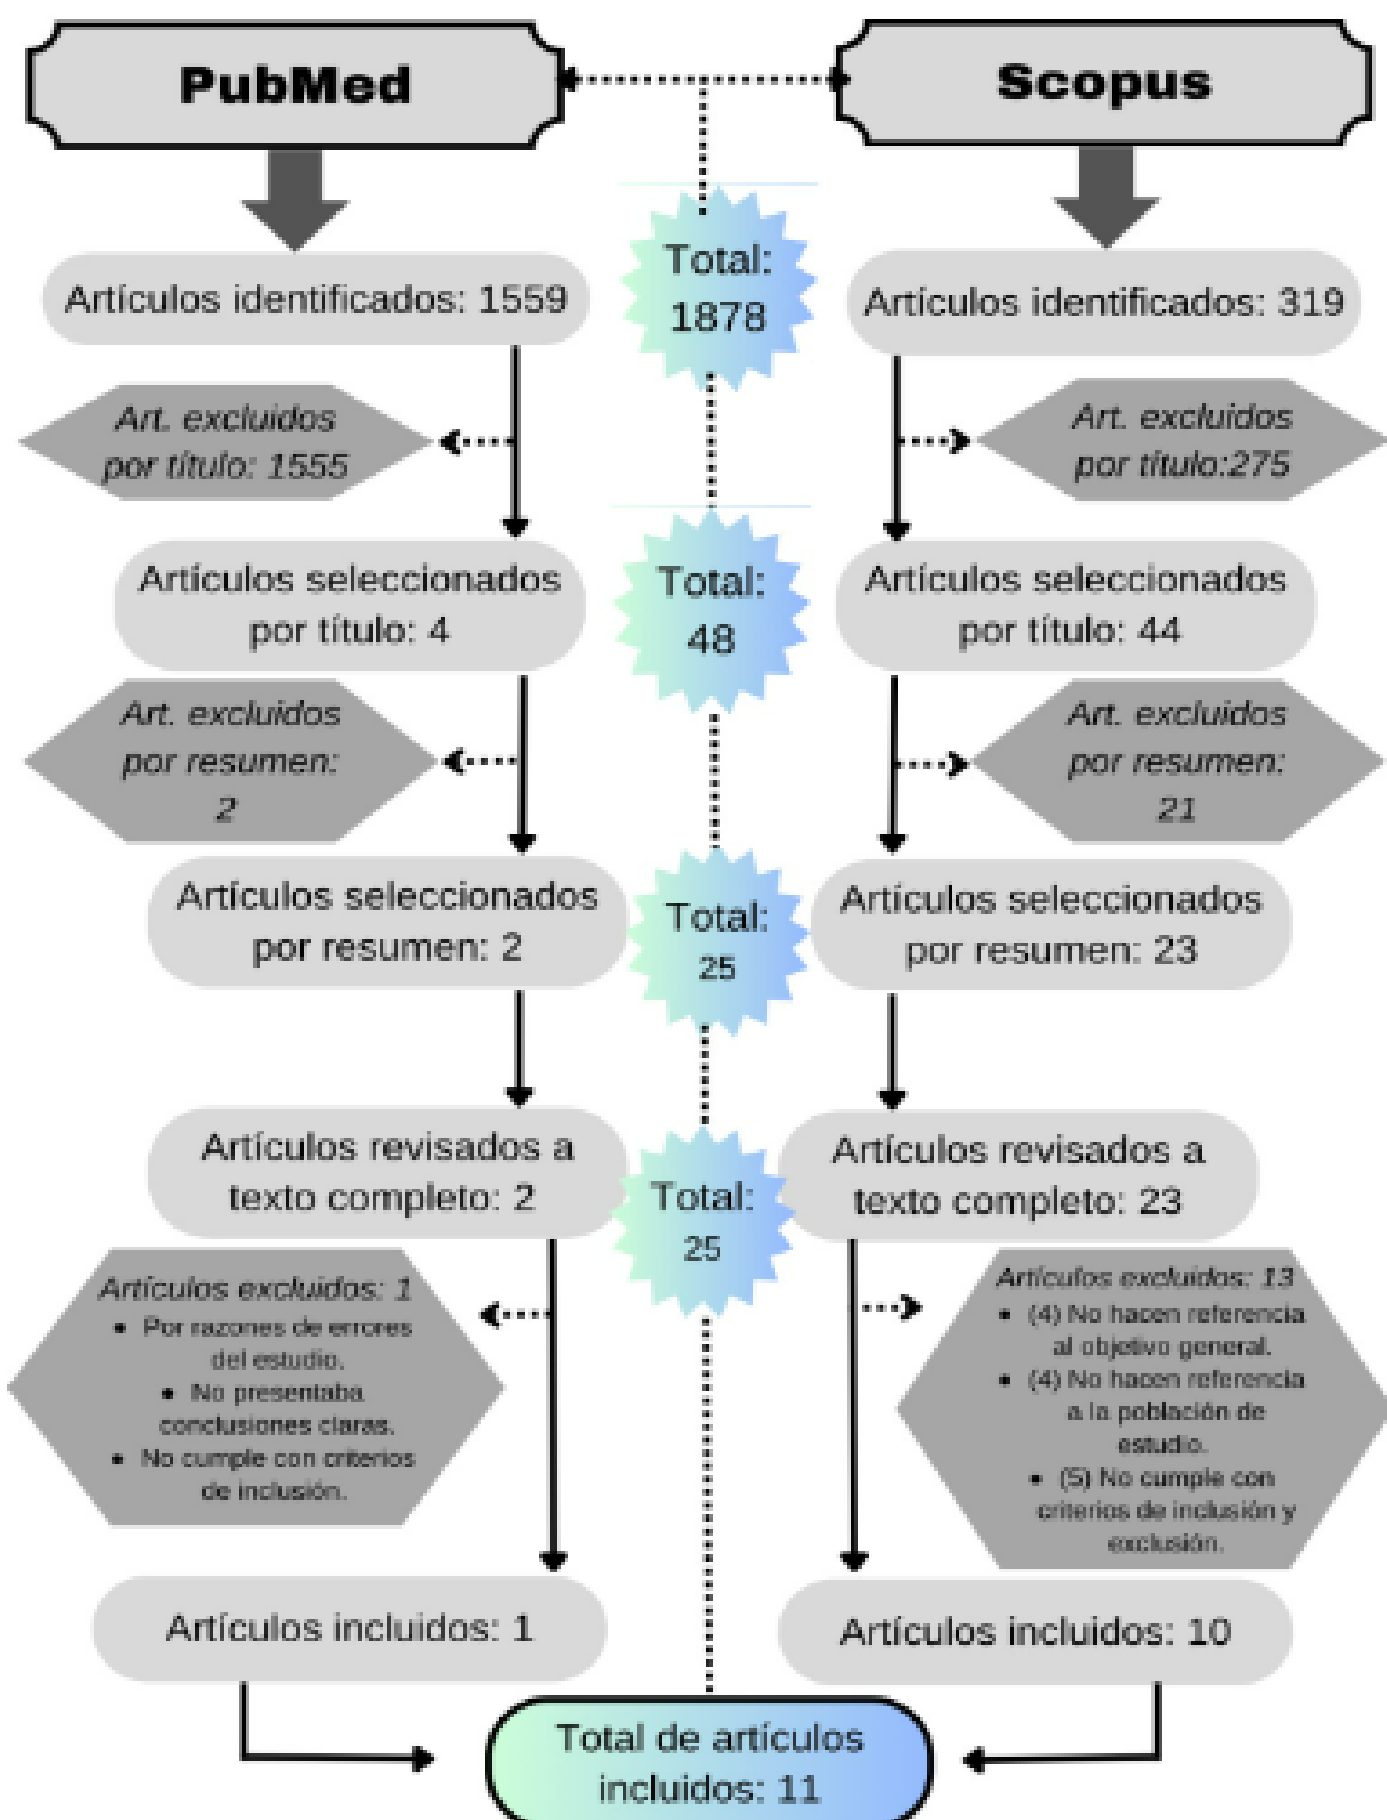 PubMed
Scopus
Artículos identificados: 1559
Total:
1878
Artículos identificados: 319
Art. excluidos
por título: 1555
Art. excluidos
por título:275
Artículos seleccionados
por título: 4
Total:
48
Artículos seleccionados
por título: 44
Art. excluidos
por resumen:
2
Art. excluidos
por resumen:
21
Artículos seleccionados
por resumen: 2
Total:
25
Artículos seleccionados
por resumen: 23
Artículos revisados a
texto completo: 2
Total:
25
Artículos revisados a
texto completo: 23
Artículos excluidos: 1
• Por razones de errores
del estudio.
• No presentaba
conclusiones claras.
• No cumple con criterios
de inclusión.
Artículos excluidos: 13
• (4) No hacen referencia
al objetivo general.
• (4) No hacen referencia
a la población de
estudio.
• (5) No cumple con
criterios de inclusión y
exclusión.
Artículos incluidos: 1
Artículos incluidos: 10
Total de artículos
incluidos: 11